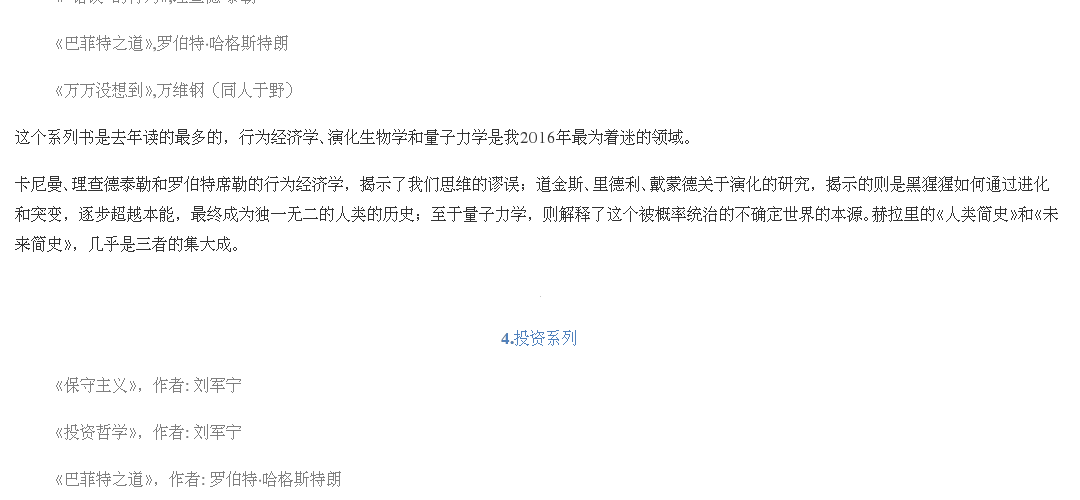 《巴菲特之道》,罗伯特·哈格斯特朗
《万万没想到》,万维钢（同人于野）
这个系列书是去年读的最多的，行为经济学、演化生物学和量子力学是我2016年最为着迷的领域。
卡尼曼、理查德泰勒和罗伯特席勒的行为经济学，揭示了我们思维的谬误；道金斯、里德利、戴蒙德关于演化的研究，揭示的则是黑猩猩如何通过进化
和突变，逐步超越本能，最终成为独一无二的人类的历史；至于量子力学，则解释了这个被概率统治的不确定世界的本源。赫拉里的《人类简史》和《未
来简史》，几乎是三者的集大成。
4.投资系列
《保守主义》，作者: 刘军宁
《投资哲学》，作者: 刘军宁
《巴菲特之道》，作者: 罗伯特·哈格斯特朗